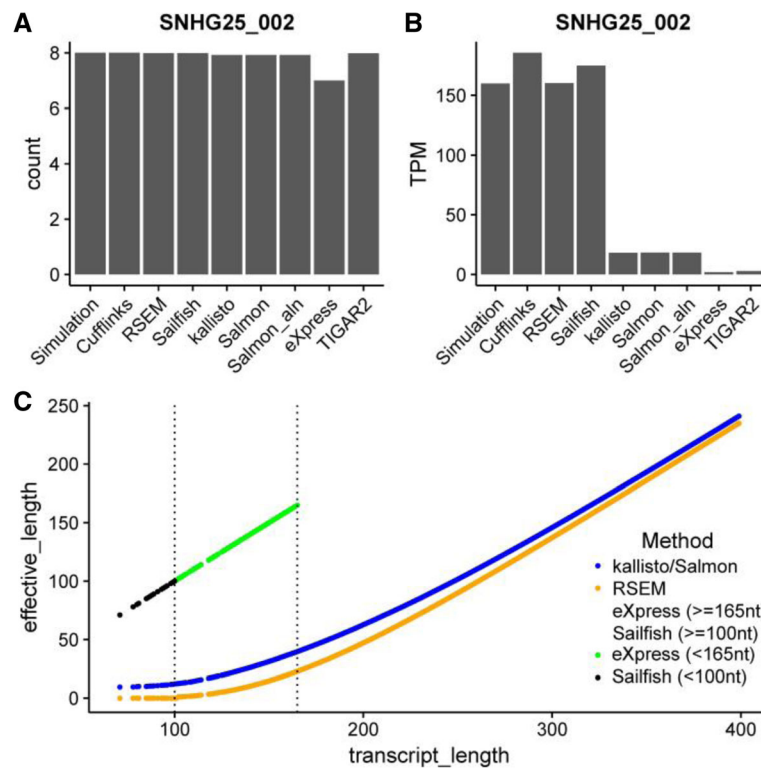 A
SNHG25_002
count
8
6
4
2
0
Simulation
Cufflinks
RSEM
Sailfish
kallisto
Salmon
Salmon_aln
eXpress
TIGAR2
B
SNHG25_002
TPM
150
100
50
0
Simulation
Cufflinks
RSEM
Sailfish
kallisto
Salmon
Salmon_aln
eXpress
TIGAR2
C
effective_length
250
200
150
100
50
0
100
200
300
400
transcript_length
Method
kallisto/Salmon
RSEM
eXpress (>=165nt
Sailfish (>=100nt)
eXpress (<165nt)
Sailfish (<100nt)